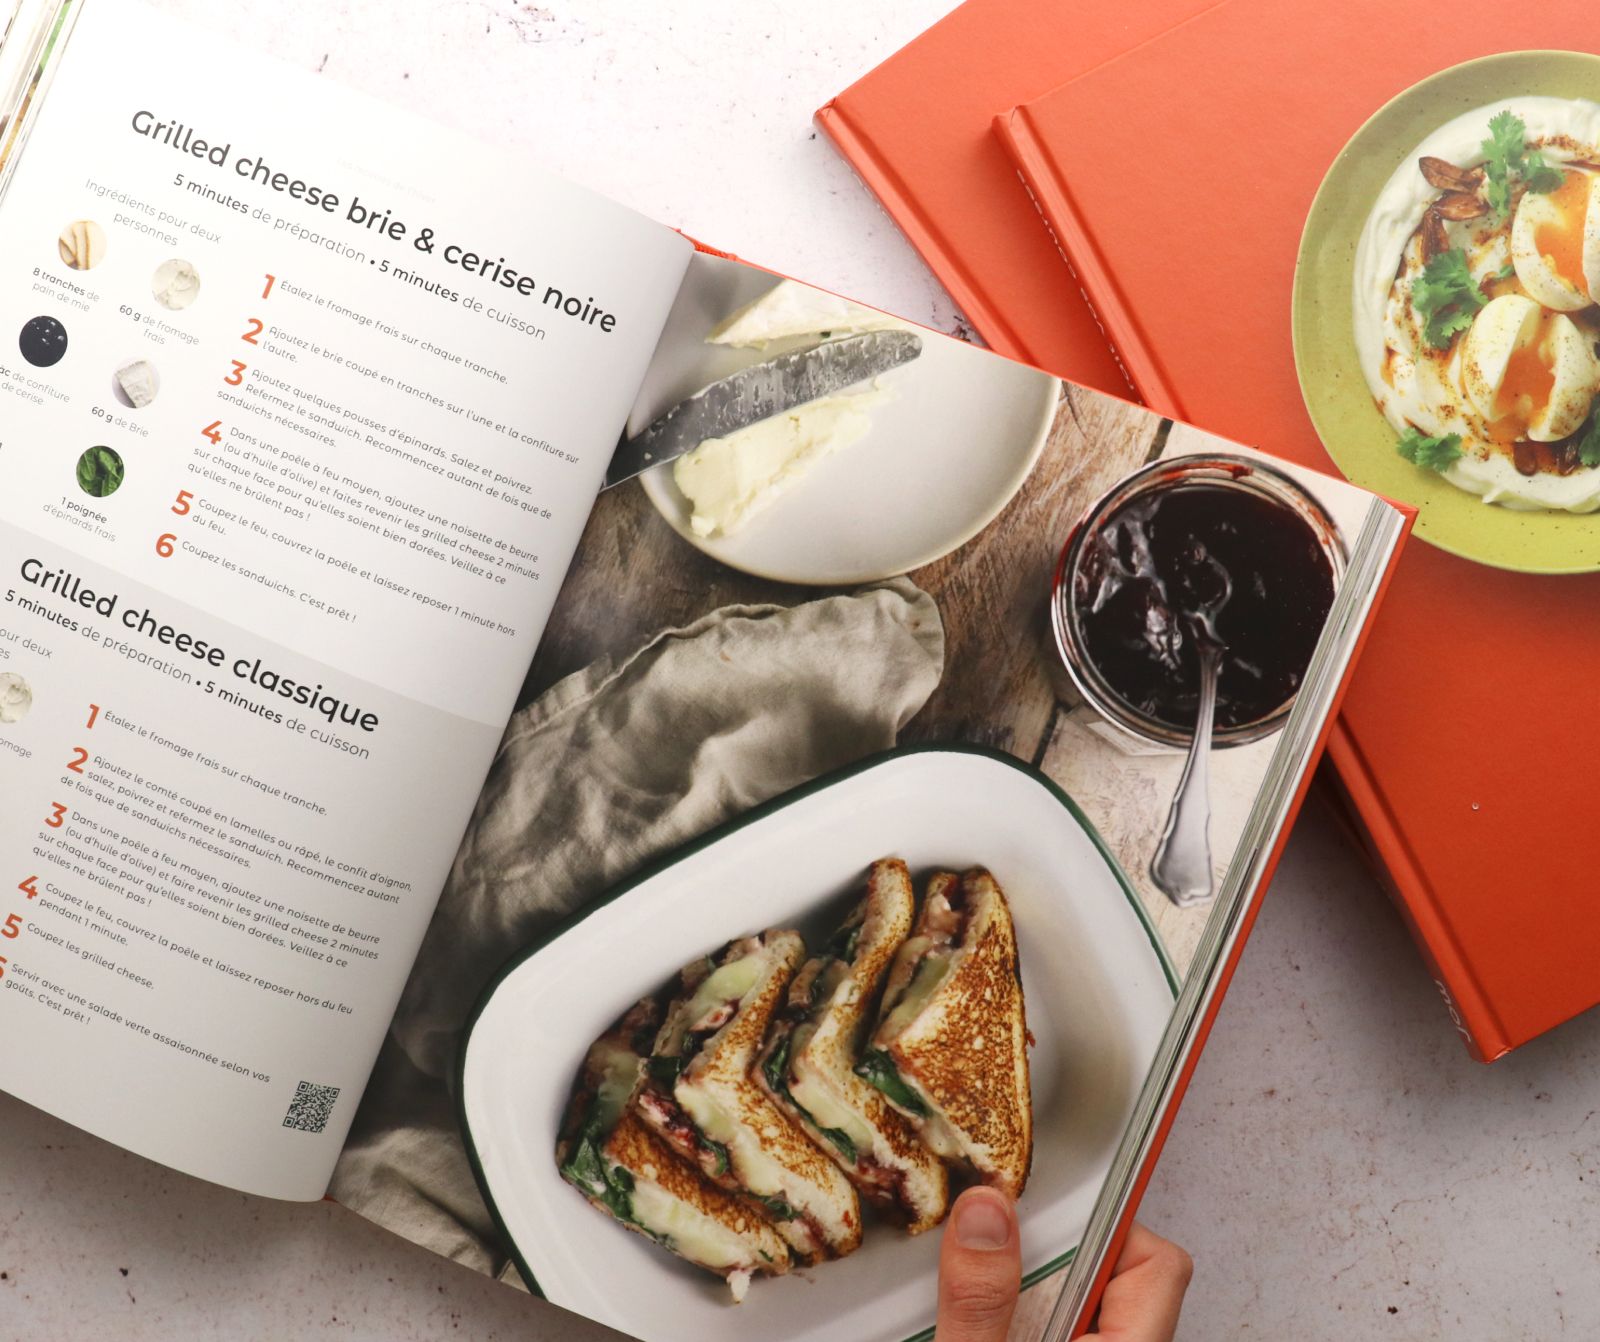 Grilled cheese brie & cerise noire
5 minutes de préparation • 5 minutes de cuisson
Ingrédients pour deux
personnes
8 tranches de
pain de mie
60 g de fromage
frais
de confiture
de cerise
60 g de Brie
1 poignée
d'épinards frais
1 Étalez le fromage frais sur chaque tranche.
2 Ajoutez le brie coupé en tranches sur l'une et la confiture sur
l'autre.
3 Ajoutez quelques pousses d'épinards. Salez et poivrez.
Refermez le sandwich. Recommencez autant de fois que de
sandwichs nécessaires.
4 Dans une poêle à feu moyen, ajoutez une noisette de beurre
(ou d'huile d'olive) et faites revenir les grilled cheese 2 minutes
sur chaque face pour qu'elles soient bien dorées. Veillez à ce
qu'elles ne brûlent pas !
5 Coupez le feu, couvrez la poêle et laissez reposer 1 minute hors
du feu.
6 Coupez les sandwichs. C'est prêt !
Grilled cheese classique
5 minutes de préparation • 5 minutes de cuisson
deux
1 Étalez le fromage frais sur chaque tranche.
2 Ajoutez le comté coupé en lamelles ou râpé, le confit d'oignon,
salez, poivrez et refermez le sandwich. Recommencez autant
de fois que de sandwichs nécessaires.
3 Dans une poêle à feu moyen, ajoutez une noisette de beurre
(ou d'huile d'olive) et faire revenir les grilled cheese 2 minutes
sur chaque face pour qu'elles soient bien dorées. Veillez à ce
qu'elles ne brûlent pas !
4 Coupez le feu, couvrez la poêle et laissez reposer hors du feu
pendant 1 minute.
5 Coupez les grilled cheese.
Servir avec une salade verte assaisonnée selon vos
goûts. C'est prêt !